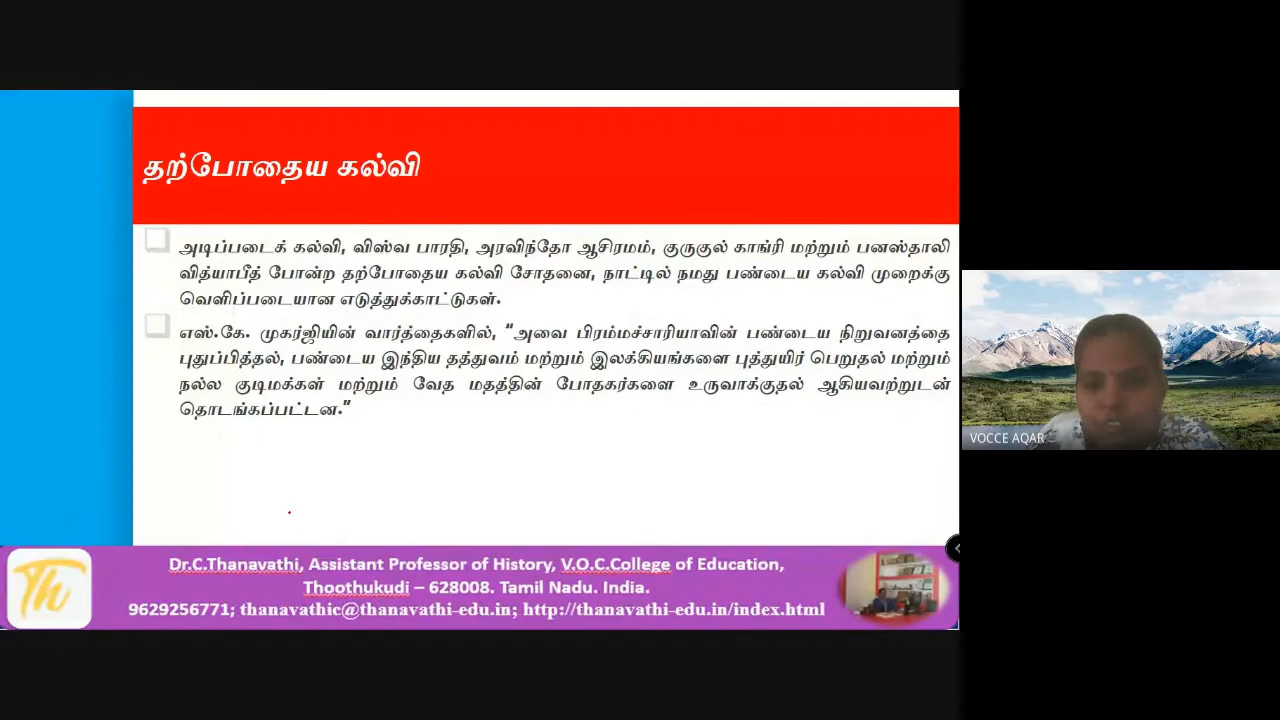 தற்போதைய கல்வி
அடிப்படைக் கல்வி, விஸ்வ பாரதி, அரவிந்தோ ஆசிரமம், குருகுல் காங்ரி மற்றும் பனஸ்தாலி
வித்யாபீத் போன்ற தற்போதைய கல்வி சோதனை, நாட்டில் நமது பண்டைய கல்வி முறைக்கு
வெளிப்படையான எடுத்துக்காட்டுகள்.
எஸ்.கே. முகர்ஜியின் வார்த்தைகளில், “அவை பிரம்மச்சாரியாவின் பண்டைய நிறுவனத்தை
புதுப்பித்தல், பண்டைய இந்திய தத்துவம் மற்றும் இலக்கியங்களை புத்துயிர் பெறுதல் மற்றும்
நல்ல குடிமக்கள் மற்றும் வேத மதத்தின் போதகர்களை உருவாக்குதல் ஆகியவற்றுடன்
தொடங்கப்பட்டன.”
VOCCE AQAR
Th
Dr.C.Thanavathi, Assistant Professor of History, V.O.C.College of Education,
Thoothukudi – 628008. Tamil Nadu. India.
9629256771; thanavathic@thanavathi-edu.in; http://thanavathi-edu.in/index.html